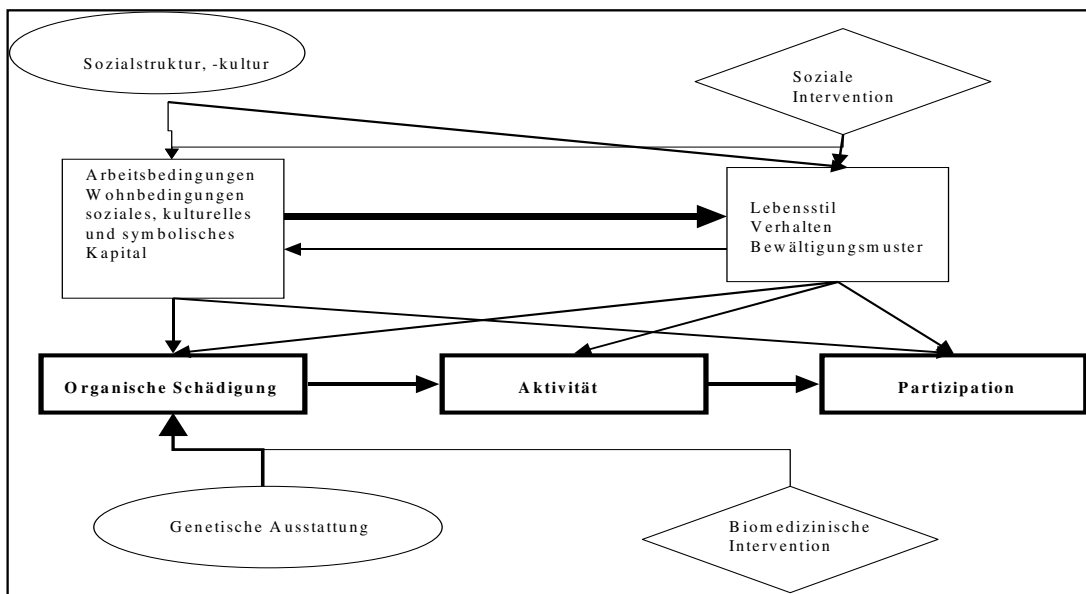 Sozialstruktur, -kultur
Soziale
Intervention
Arbeitsbedingungen
Wohnbedingungen
soziales, kulturelles
und symbolisches
Kapital
Lebensstil
Verhalten
Bewältigungsmuster
Organische Schädigung
Aktivität
Partizipation
Genetische Ausstattung
Biomedizinische
Intervention